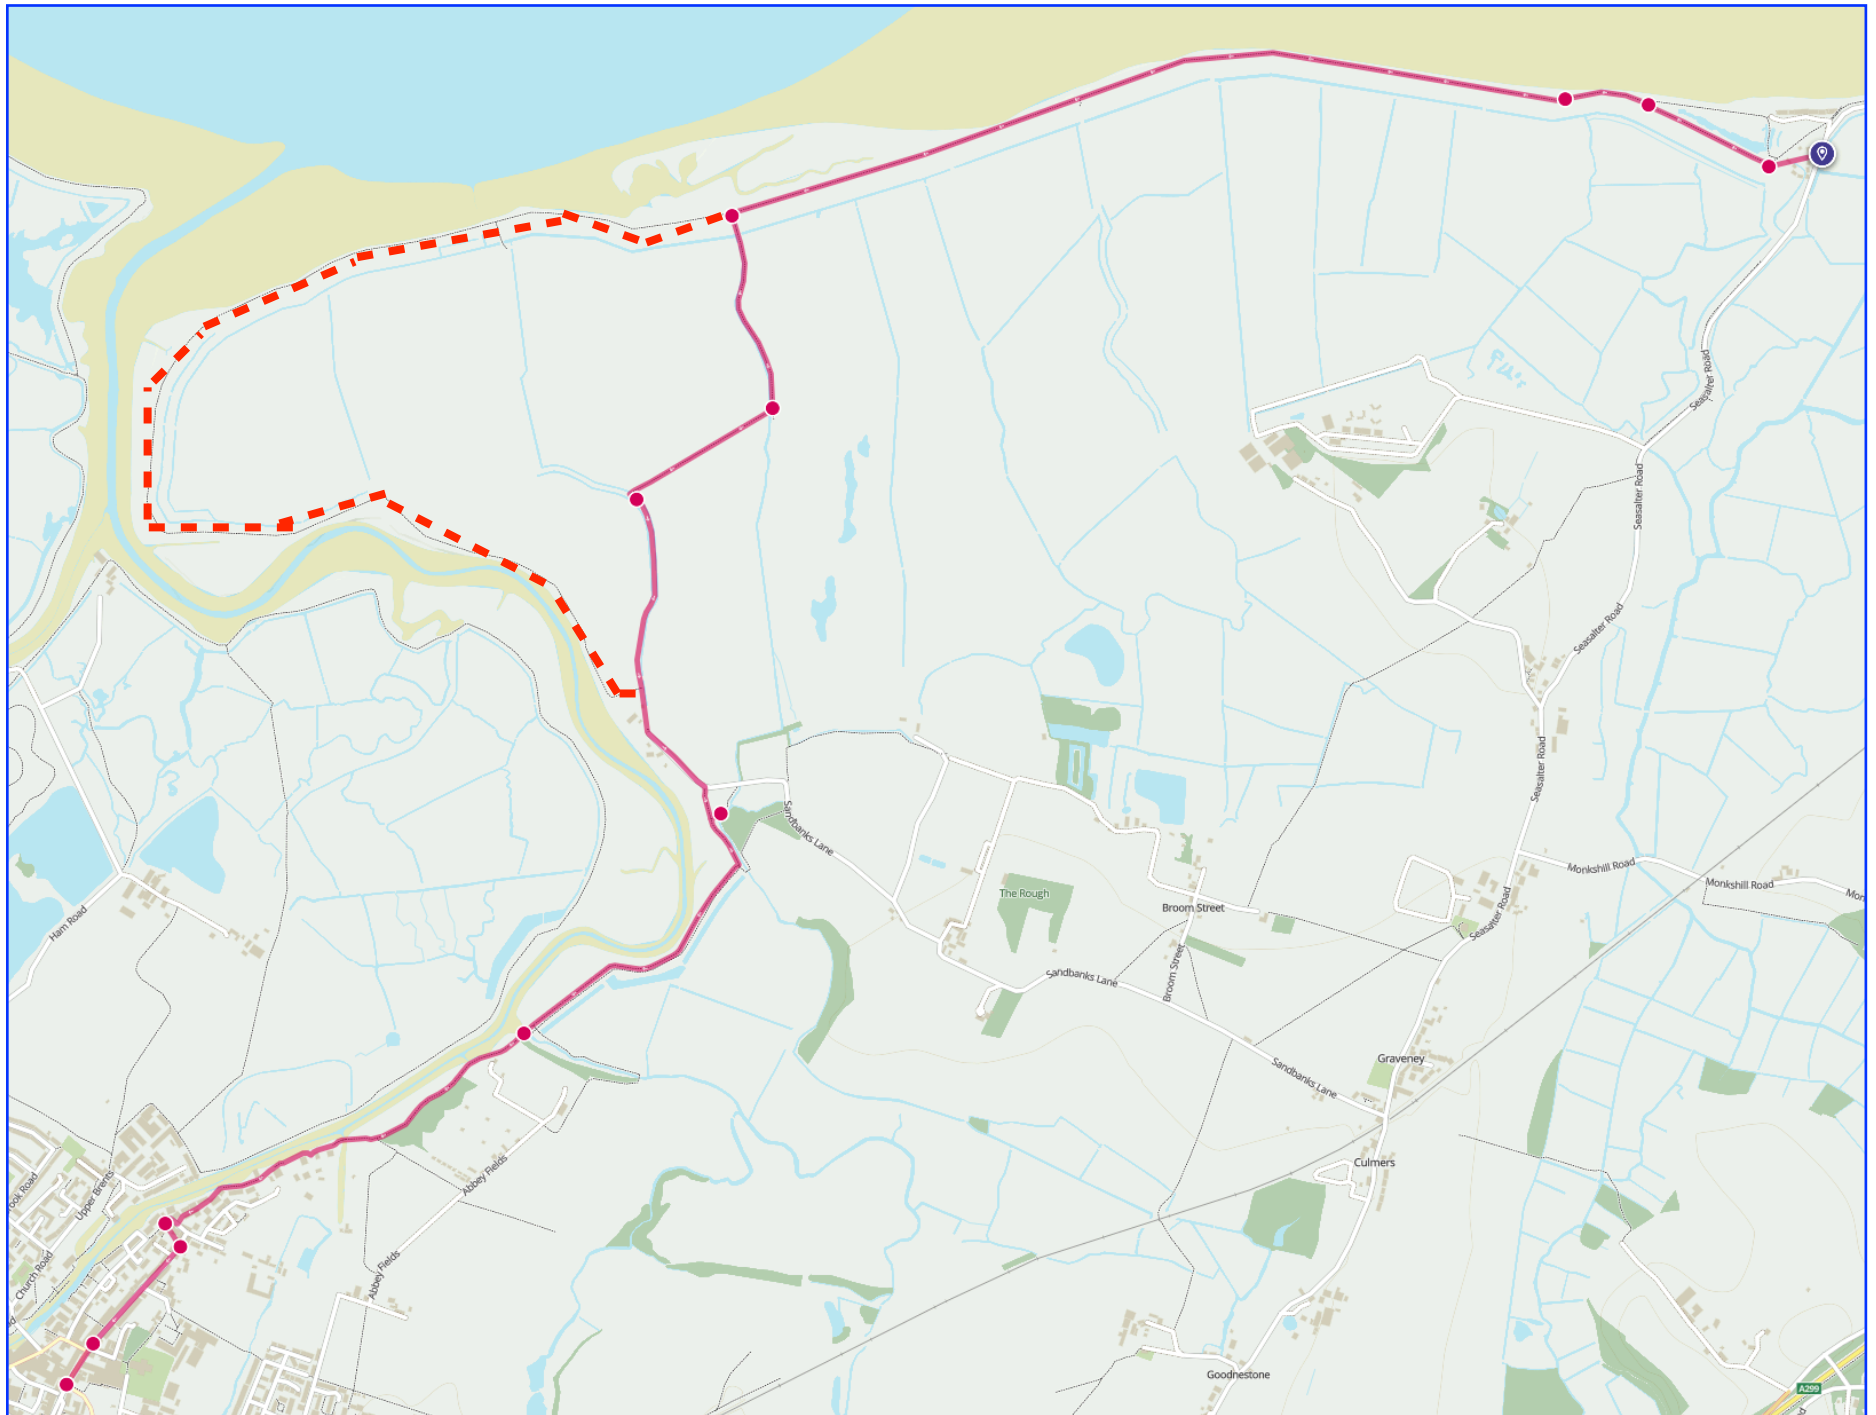 Seasalter Road
Seasalter Road
Seasalter Road
Sandbanks Lane
Seasalter Road
The Rough
Monkshill Road
Monkshill Road
Broom Street
Ham Road
Seasalter Road
Broom Street
Sandbanks Lane
Graveney
Sandbanks Lane
Culmers
Abbey Fields
Upper Brents
Church Road
Abbey Fields
Goodnestone
A299